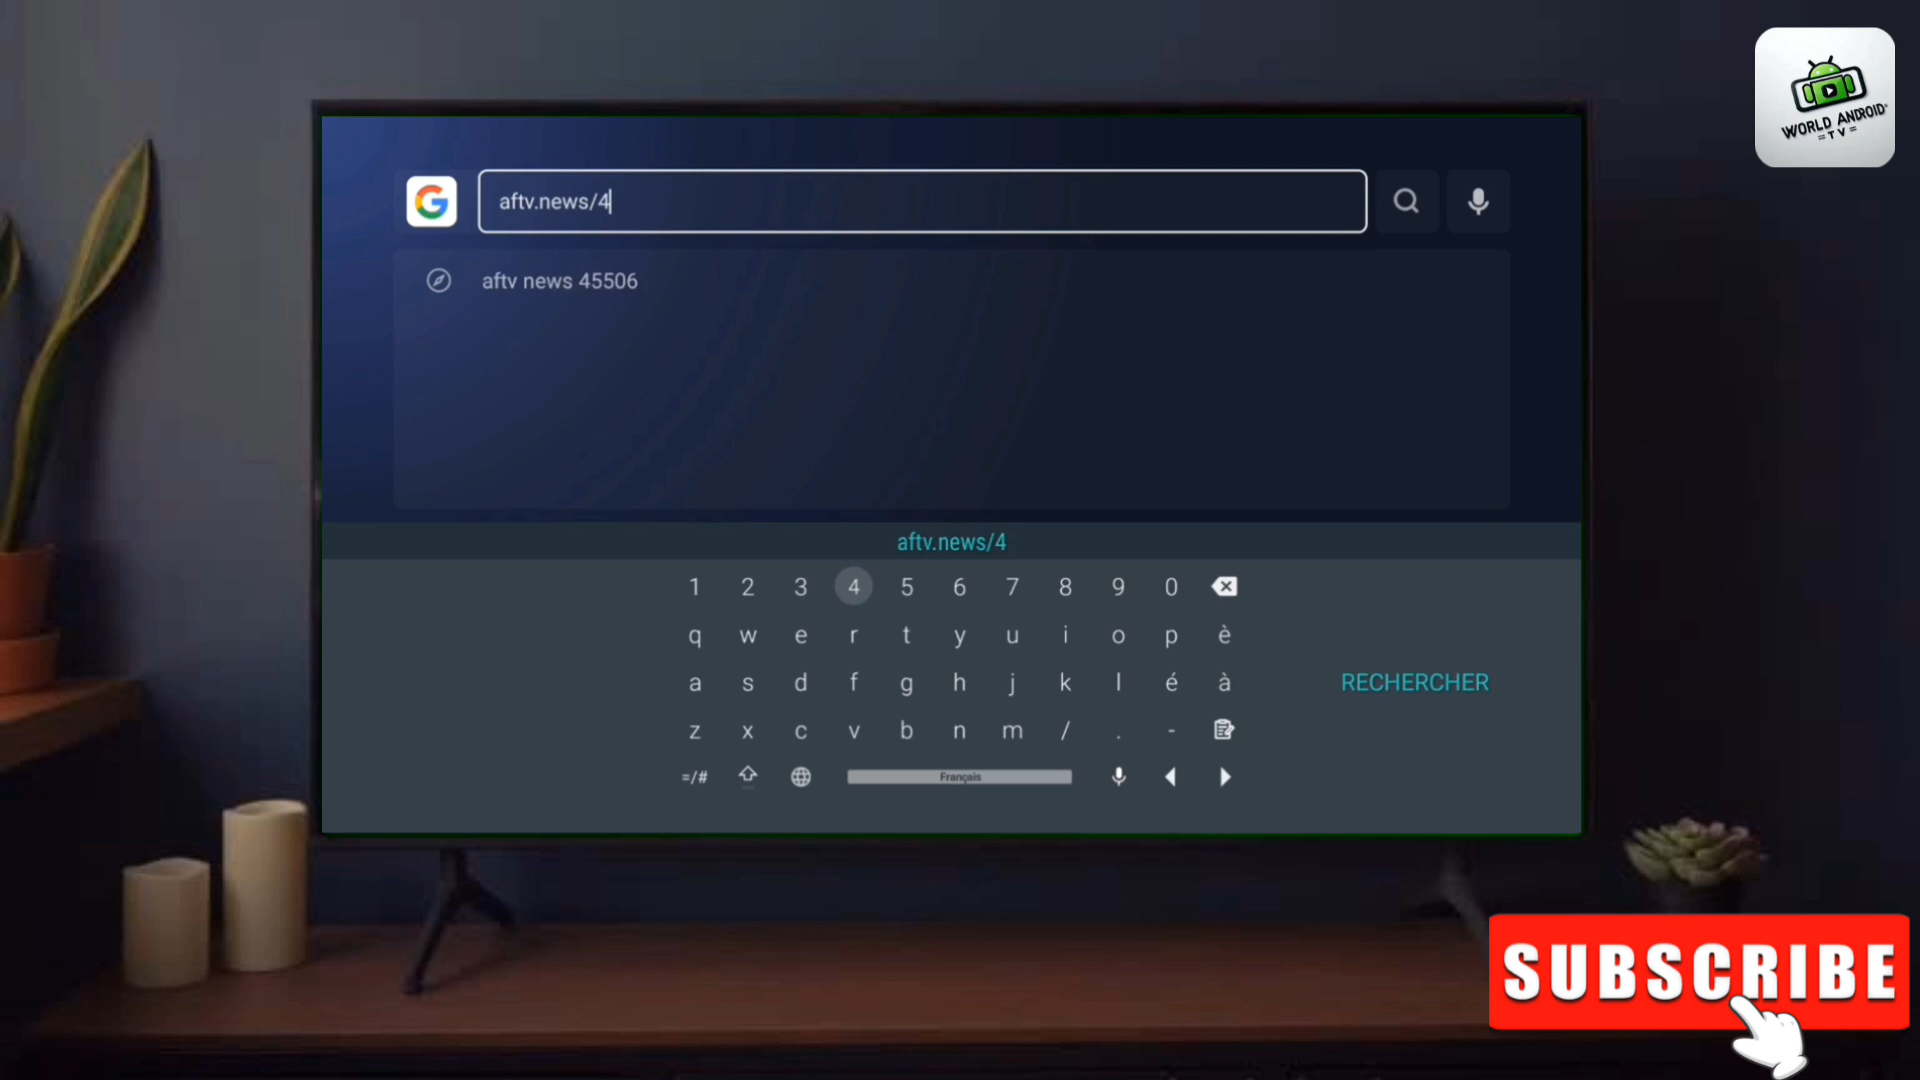 WORLD ANDROID
= TV =
aftv.news/4
aftv news 45506
aftv.news/4
1 2 3 4 5 6 7 8 9 0
q w e r t y u i o p è
a s d f g h j k l é à
RECHERCHER
z x c v b n m / . -
=/# Français
SUBSCRIBE